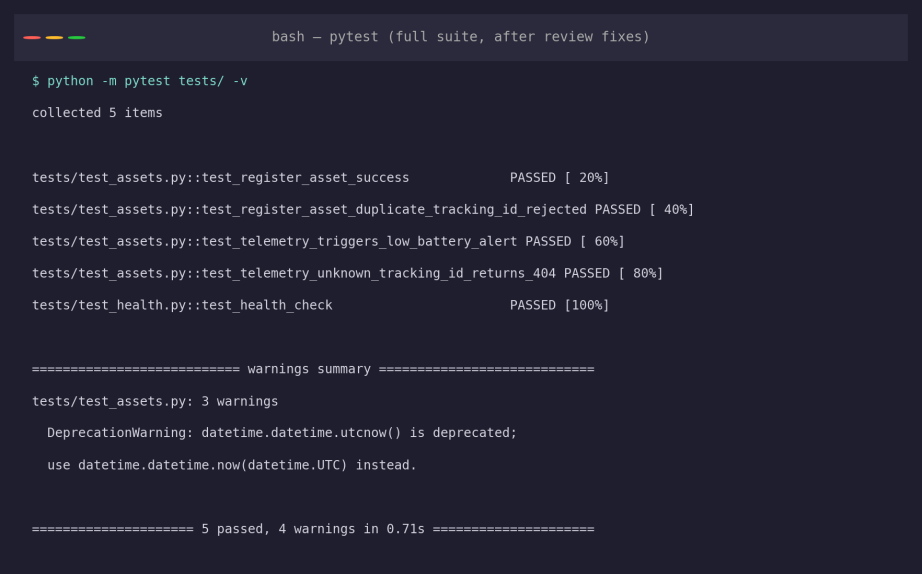 bash — pytest (full suite, after review fixes)
$ python -m pytest tests/ -v
collected 5 items
tests/test_assets.py::test_register_asset_success             PASSED [ 20%]
tests/test_assets.py::test_register_asset_duplicate_tracking_id_rejected PASSED [ 40%]
tests/test_assets.py::test_telemetry_triggers_low_battery_alert PASSED [ 60%]
tests/test_assets.py::test_telemetry_unknown_tracking_id_returns_404 PASSED [ 80%]
tests/test_health.py::test_health_check                       PASSED [100%]
=========================== warnings summary ============================
tests/test_assets.py: 3 warnings
  DeprecationWarning: datetime.datetime.utcnow() is deprecated;
  use datetime.datetime.now(datetime.UTC) instead.
===================== 5 passed, 4 warnings in 0.71s =====================